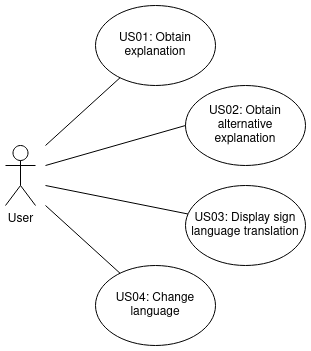 US01: Obtain
explanation
US02: Obtain
alternative
explanation
User
US03: Display sign
language translation
US04: Change
language